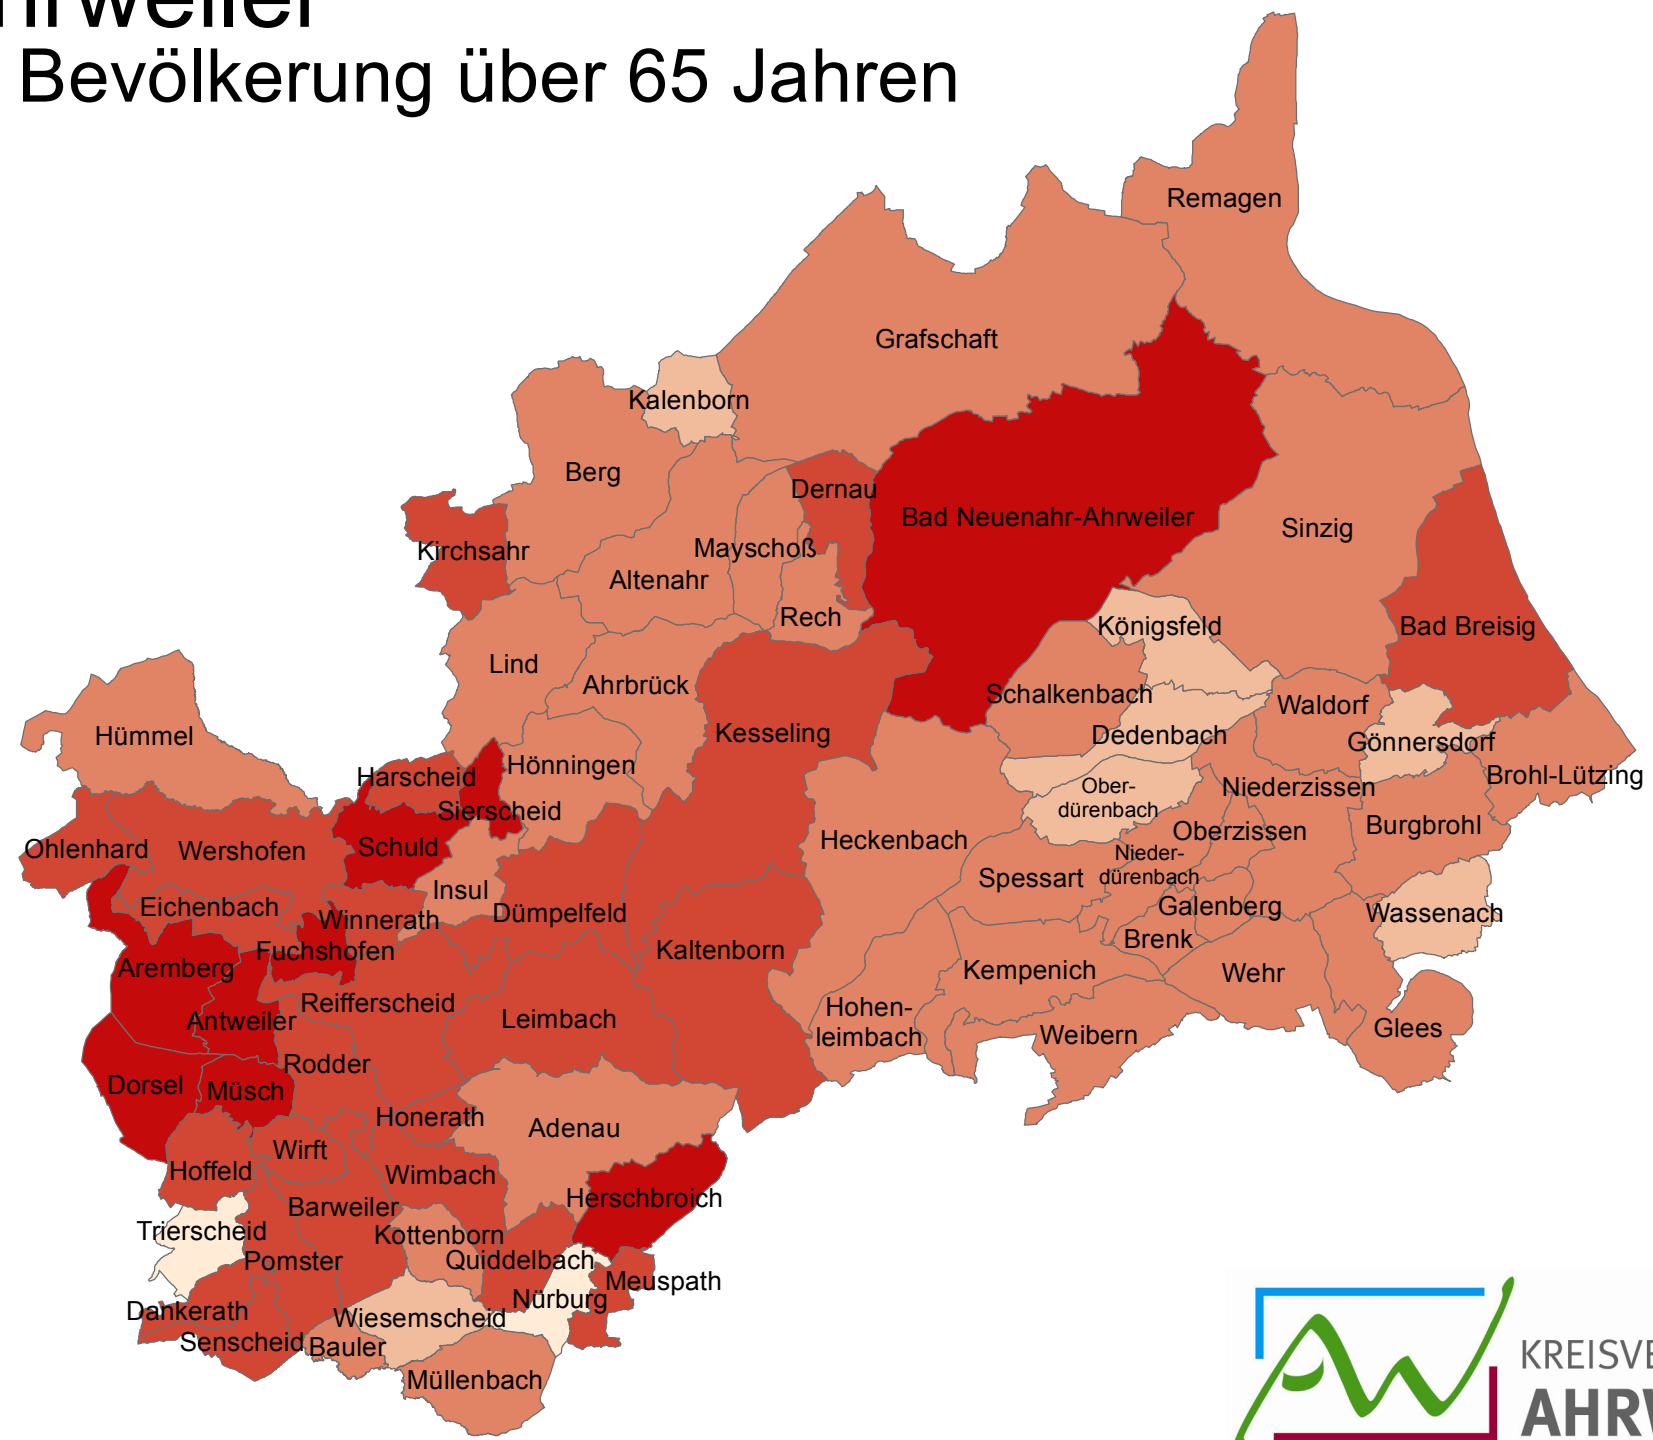 hrweiler
Bevölkerung über 65 Jahren
Remagen
Grafschaft
Kalenborn
Berg
Dernau
Bad Neuenahr-Ahrweiler
Sinzig
Kirchsahr
Mayschoß
Altenahr
Rech
Königsfeld
Bad Breisig
Lind
Ahrbrück
Schalkenbach
Waldorf
Hümmel
Kesseling
Dedenbach
Gönnersdorf
Hönningen
Harscheid
Brohl-Lützing
Ober-
dürenbach
Niederzissen
Sierscheid
Ohlenhard
Wershofen
Schuld
Heckenbach
Oberzissen
Burgbrohl
Nieder-
dürenbach
Insul
Spessart
Eichenbach
Winnerath
Dümpelfeld
Galenberg
Wassenach
Fuchshofen
Kaltenborn
Brenk
Aremberg
Kempenich
Wehr
Reifferscheid
Hohen-
leimbach
Antweiler
Leimbach
Weibern
Glees
Rodder
Dorsel
Müsch
Honerath
Adenau
Wirft
Hoffeld
Wimbach
Herschbroich
Barweiler
Trierscheid
Kottenborn
Pomster
Quiddelbach
Meuspath
Nürburg
Dankerath
Wiesemscheid
Senscheid
Bauler
Müllenbach
KREISVE
AHRW